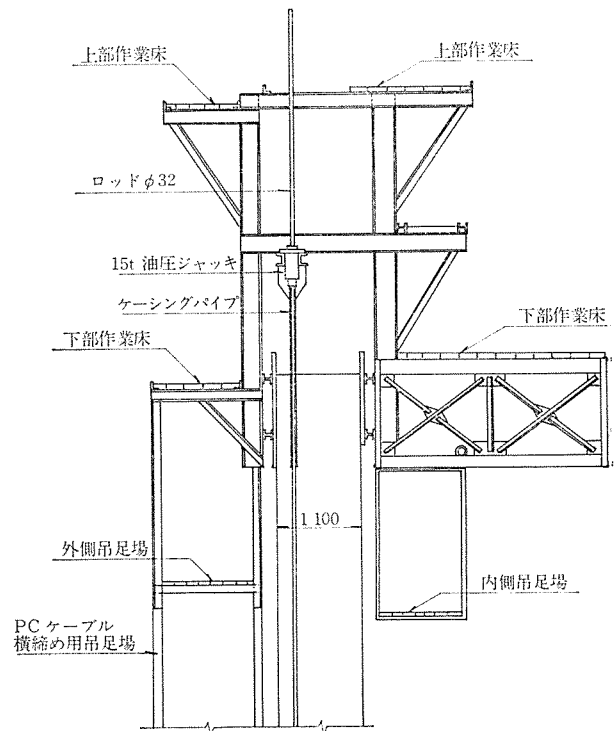 上部作業床
上部作業床
ロッドφ32
15t 油圧ジャッキ
ケーシングパイプ
下部作業床
下部作業床
1 100
外側吊足場
内側吊足場
PCケーブル
横締め用吊足場